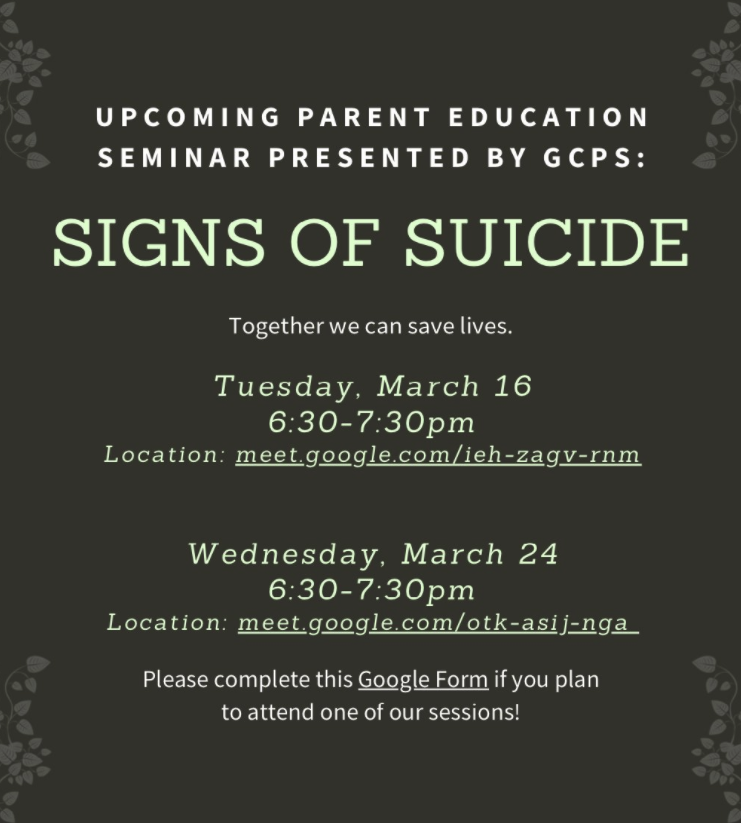 UPCOMING PARENT EDUCATION
SEMINAR PRESENTED BY GCPS:
SIGNS OF SUICIDE
Together we can save lives.
Tuesday, March 16
6:30-7:30pm
Location: meet.google.com/ieh-zagv-rnm
Wednesday, March 24
6:30-7:30pm
Location: meet.google.com/otk-asij-nga
Please complete this Google Form if you plan
to attend one of our sessions!